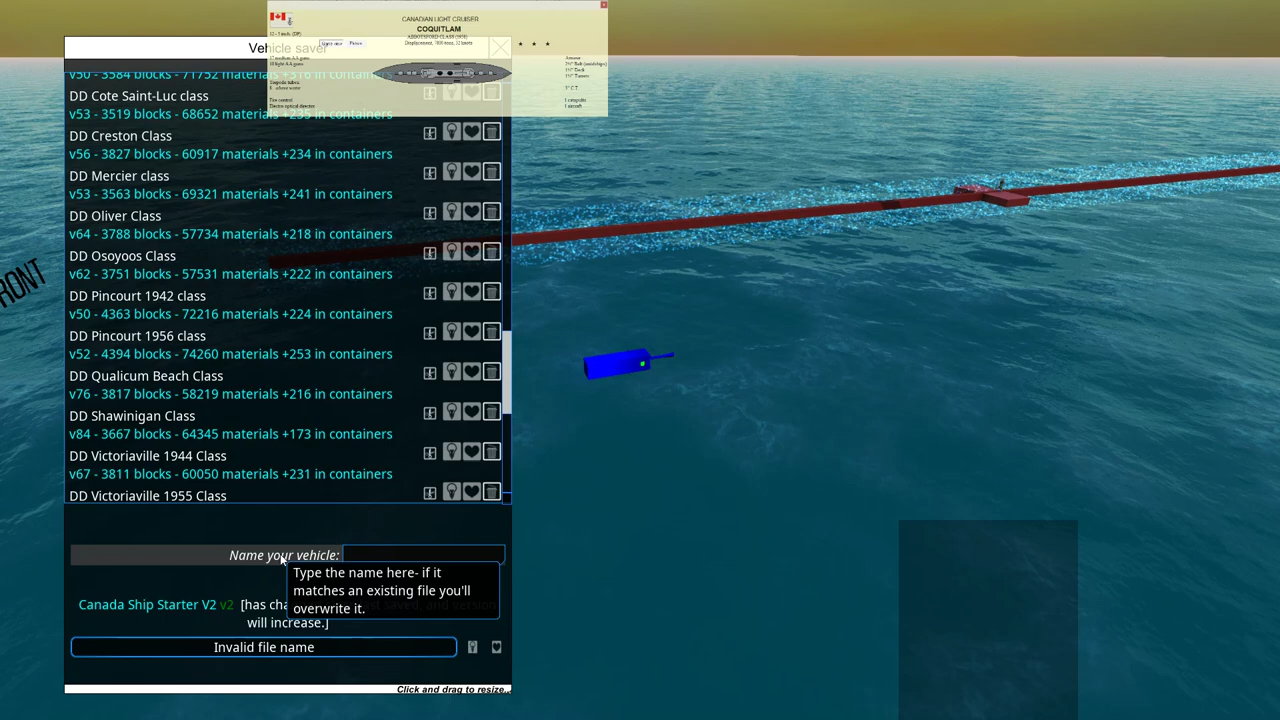 CANADIAN LIGHT CRUISER
COQUITLAM
ABBOTSFORD CLASS (1938)
Vehicle saver
v50 - 3584 blocks - 71752 materials +316 in containers
DD Cote Saint-Luc class
v53 - 3519 blocks - 68652 materials +235 in containers
DD Creston Class
v56 - 3827 blocks - 60917 materials +234 in containers
DD Mercier class
v53 - 3563 blocks - 69321 materials +241 in containers
DD Oliver Class
v64 - 3788 blocks - 57734 materials +218 in containers
DD Osoyoos Class
v62 - 3751 blocks - 57531 materials +222 in containers
DD Pincourt 1942 class
v50 - 4363 blocks - 72216 materials +224 in containers
DD Pincourt 1956 class
v52 - 4394 blocks - 74260 materials +253 in containers
DD Qualicum Beach Class
v76 - 3817 blocks - 58219 materials +216 in containers
DD Shawinigan Class
v84 - 3667 blocks - 64345 materials +173 in containers
DD Victoriaville 1944 Class
v67 - 3811 blocks - 60050 materials +231 in containers
DD Victoriaville 1955 Class
Name your vehicle:
Type the name here- if it
matches an existing file you'll
overwrite it.
Canada Ship Starter V2 v2 [has
will increase.]
Invalid file name
Click and drag to resize..
RONT